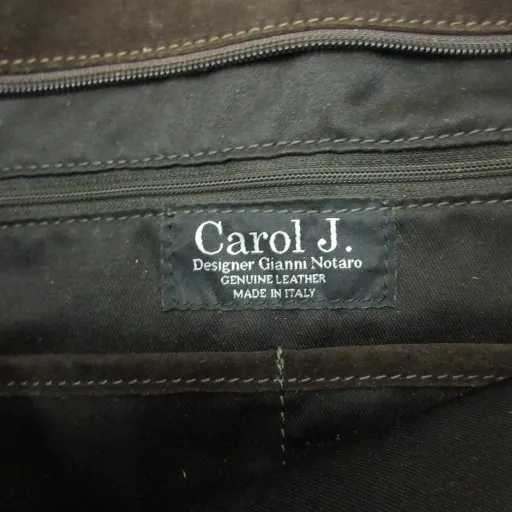 Carol J.
Designer Gianni Notaro
GENUINE LEATHER
MADE IN ITALY